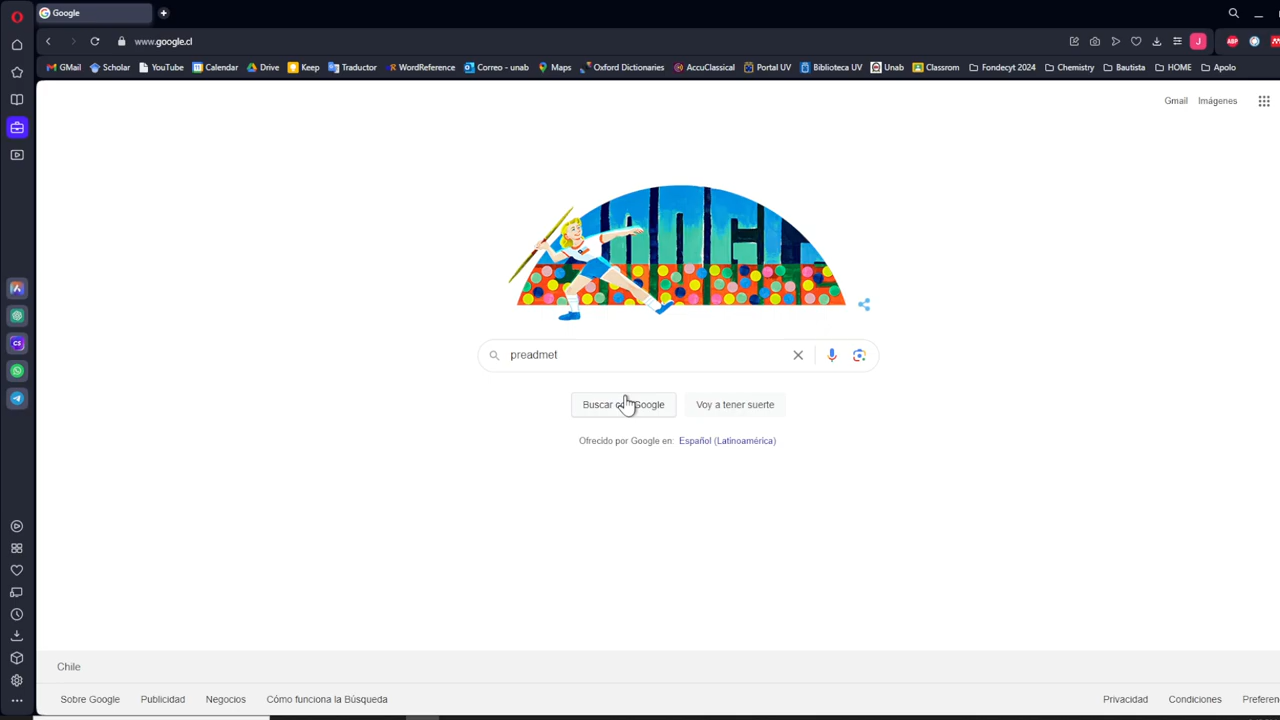 Google
www.google.cl
GMail Scholar YouTube Calendar Drive Keep Traductor WordReference Correo - unab Maps Oxford Dictionaries AccuClassical Portal UV Biblioteca UV Unab Classrom Fondecyt 2024 Chemistry Bautista HOME Apolo
Gmail Imágenes
preadmet
Buscar con Google Voy a tener suerte
Ofrecido por Google en: Español (Latinoamérica)
Chile
Sobre Google Publicidad Negocios Cómo funciona la Búsqueda Privacidad Condiciones